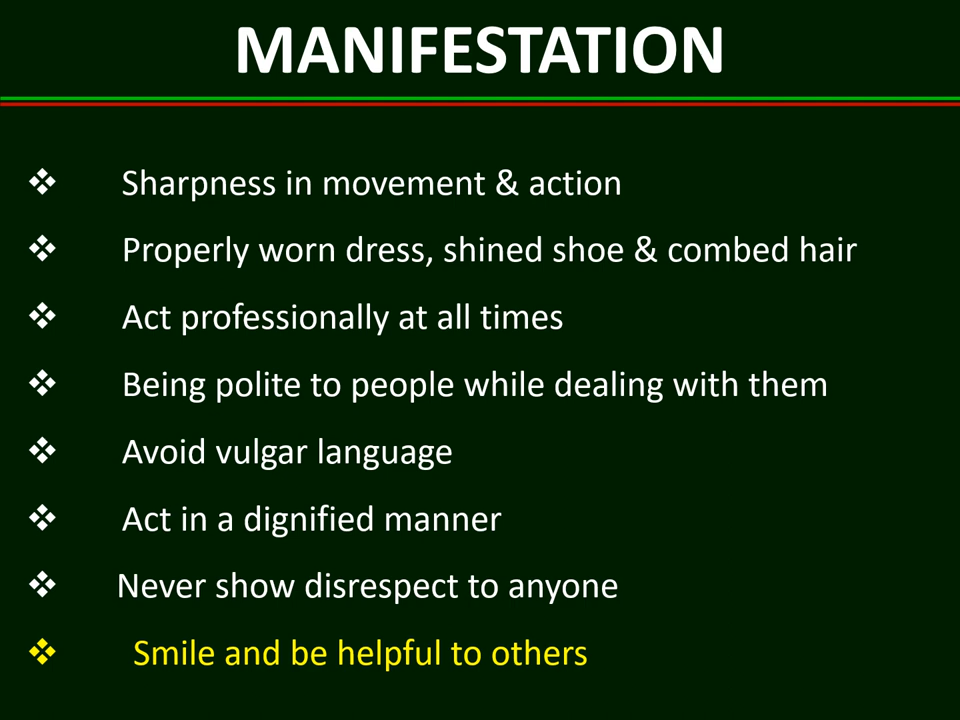 MANIFESTATION
❖ Sharpness in movement & action
❖ Properly worn dress, shined shoe & combed hair
❖ Act professionally at all times
❖ Being polite to people while dealing with them
❖ Avoid vulgar language
❖ Act in a dignified manner
❖ Never show disrespect to anyone
❖ Smile and be helpful to others